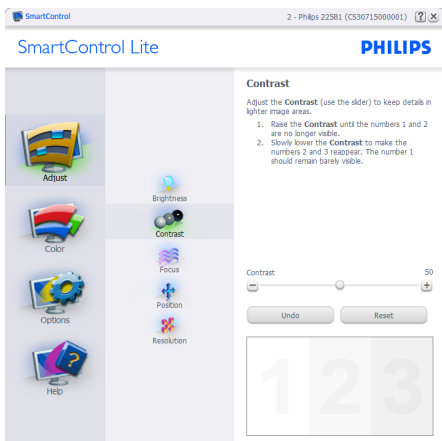 SmartControl
2 - Philips 225B1 (CS30715000001)
SmartControl Lite
PHILIPS
Adjust
Color
Options
Help
Brightness
Contrast
Focus
Position
Resolution
Contrast
Adjust the Contrast (use the slider) to keep details in
lighter image areas.
1. Raise the Contrast until the numbers 1 and 2
are no longer visible.
2. Slowly lower the Contrast to make the
numbers 2 and 3 reappear. The number 1
should remain barely visible.
Contrast 50
Undo Reset
1 2 3